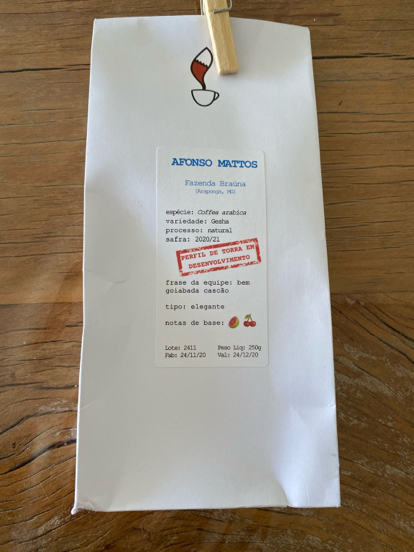 AFONSO MATTOS
Fazenda Braúna
(Araponga, MG)
espécie: Coffea arabica
variedade: Gesha
processo: natural
safra: 2020/21
PERFIL DE TORRA EM
DESENVOLVIMENTO
frase da equipe: bem
goiabada cascão
tipo: elegante
notas de base:
Lote: 2411 Peso Liq: 250g
Fab: 24/11/20 Val: 24/12/20